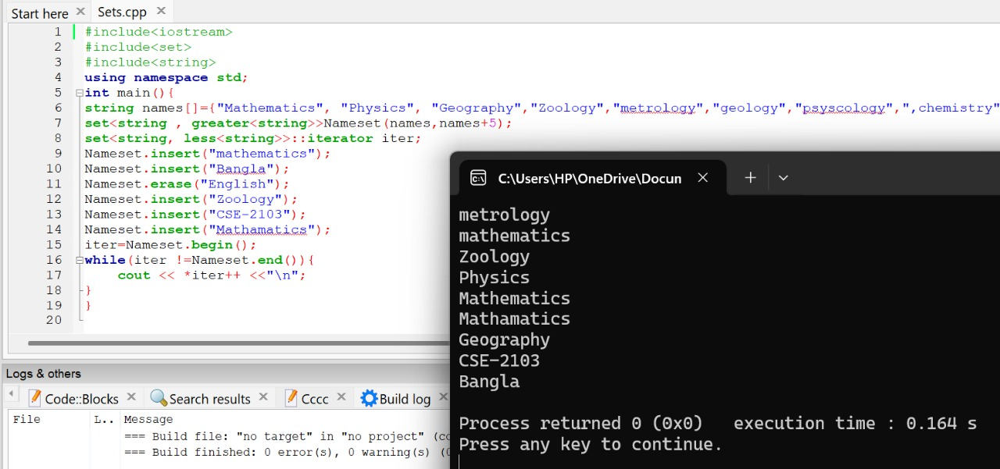 Start here
Sets.cpp
1 #include<iostream>
2 #include<set>
3 #include<string>
4 using namespace std;
5 int main(){
6 string names[]={"Mathematics", "Physics", "Geography","Zoology","metrology","geology","psyscology",",chemistry"
7 set<string , greater<string>>Nameset(names,names+5);
8 set<string, less<string>>::iterator iter;
9 Nameset.insert("mathematics");
10 Nameset.insert("Bangla");
11 Nameset.erase("English");
12 Nameset.insert("Zoology");
13 Nameset.insert("CSE-2103");
14 Nameset.insert("Mathamatics");
15 iter=Nameset.begin();
16 while(iter !=Nameset.end()){
17 cout << *iter++ <<"\n";
18 }
19 }
20
C:\Users\HP\OneDrive\Docun
metrology
mathematics
Zoology
Physics
Mathematics
Mathamatics
Geography
CSE-2103
Bangla
Process returned 0 (0x0)   execution time : 0.164 s
Press any key to continue.
Logs & others
Code::Blocks
Search results
Cccc
Build log
File L.. Message
=== Build file: "no target" in "no project" (co
=== Build finished: 0 error(s), 0 warning(s) (0